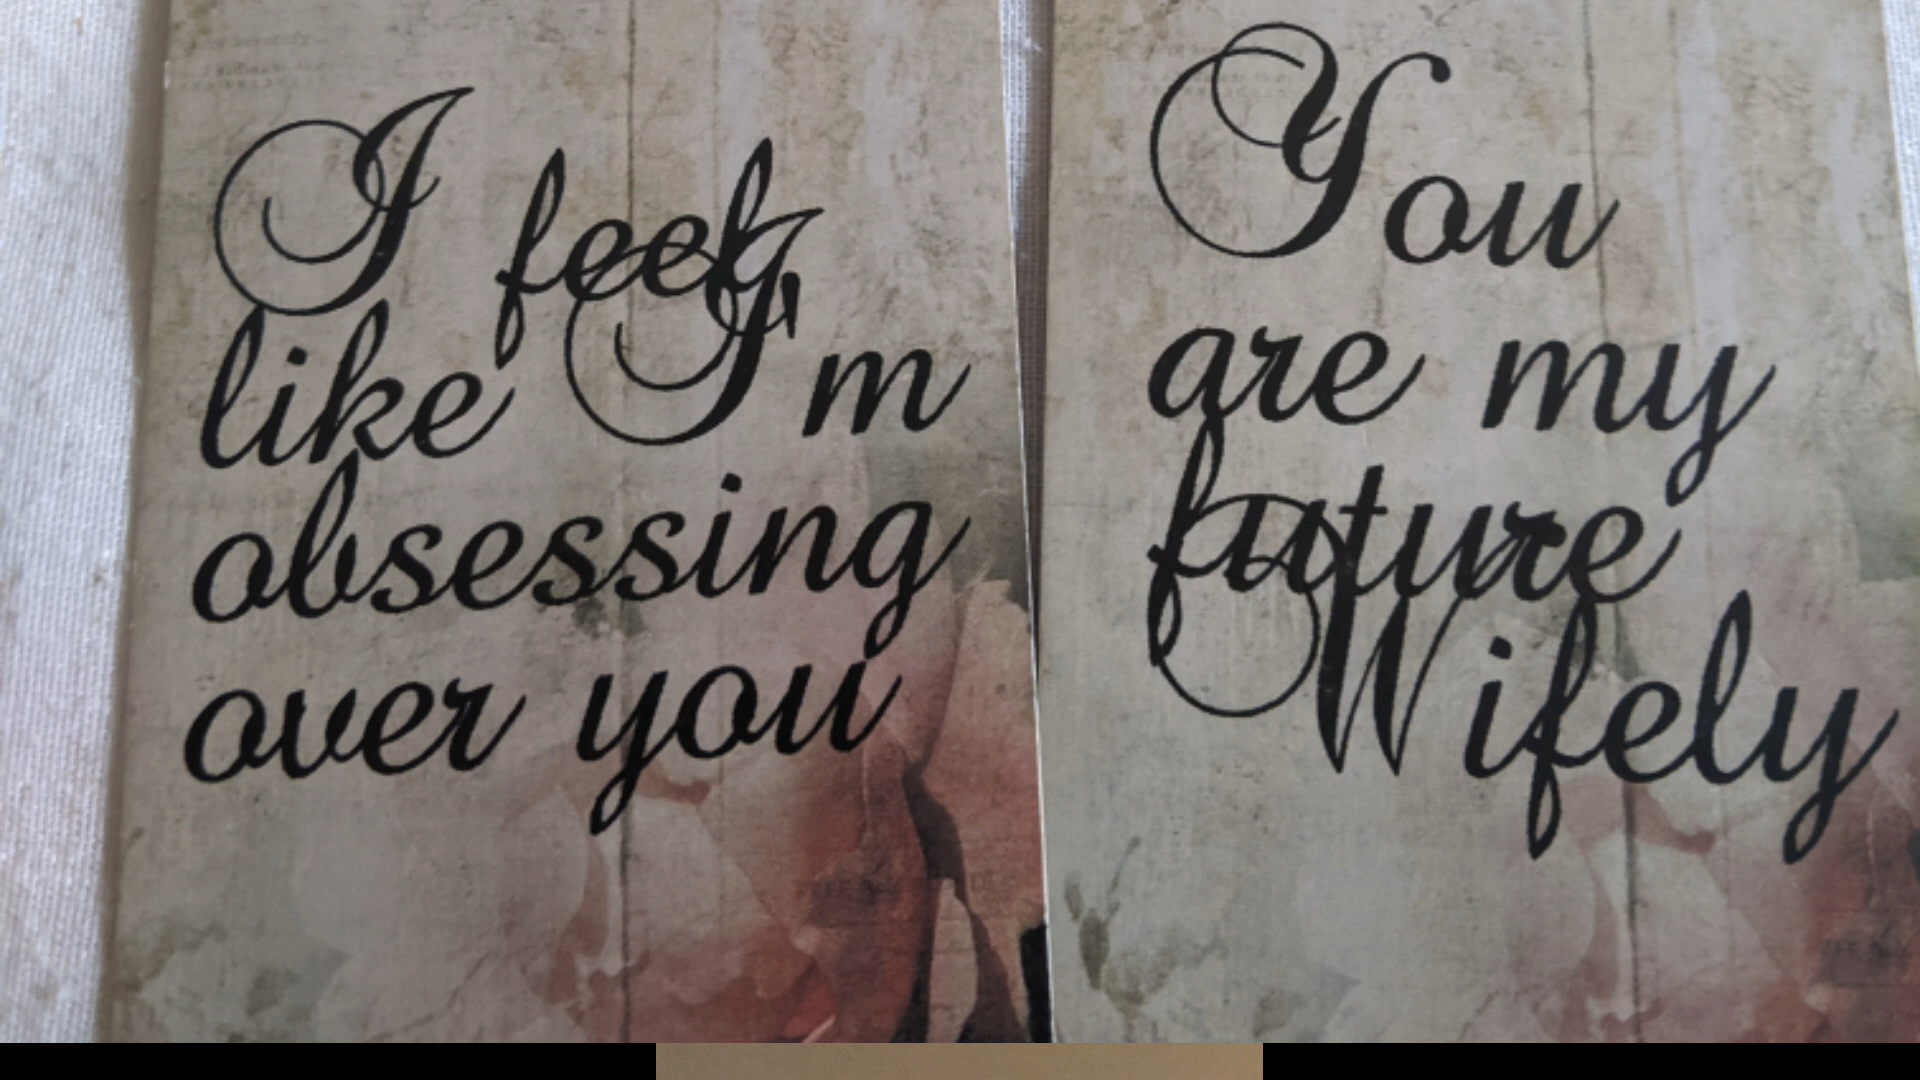 I feel
like I'm
obsessing
over you
You
are my
future
Wifely